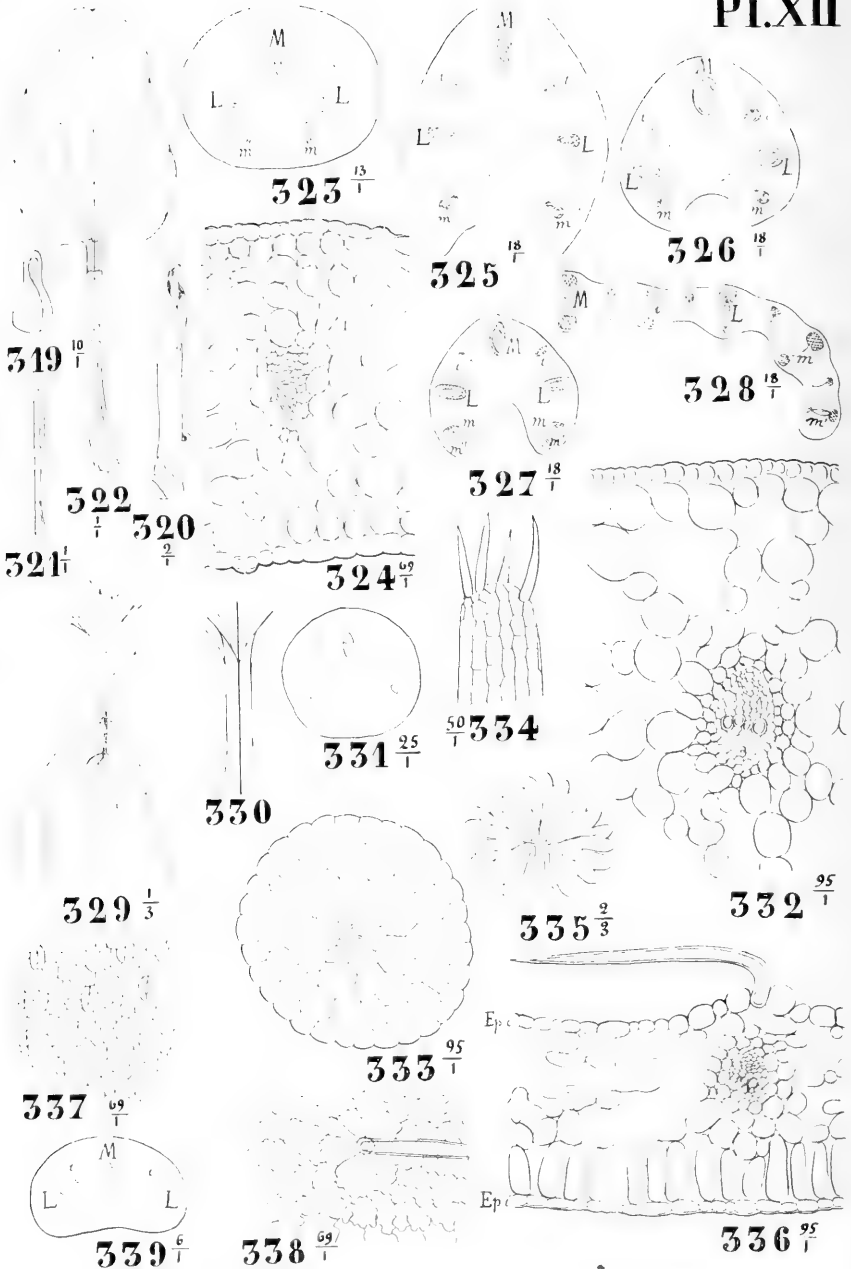 Pl.XII
M
L L
m m
323 13/1
M
L L
m m
325 18/1
M
L L
m m
326 18/1
319 10/1
M L
m
m'
328 18/1
M
L L
m
m'
m
m'
327 18/1
322 1/1
320 2/1
321 1/1
324 69/1
50/1 334
331 25/1
330
329 1/3
335 2/3
332 95/1
333 95/1
Ep i
337 69/1
M
L L
339 6/1
338 69/1
Ep
336 95/1